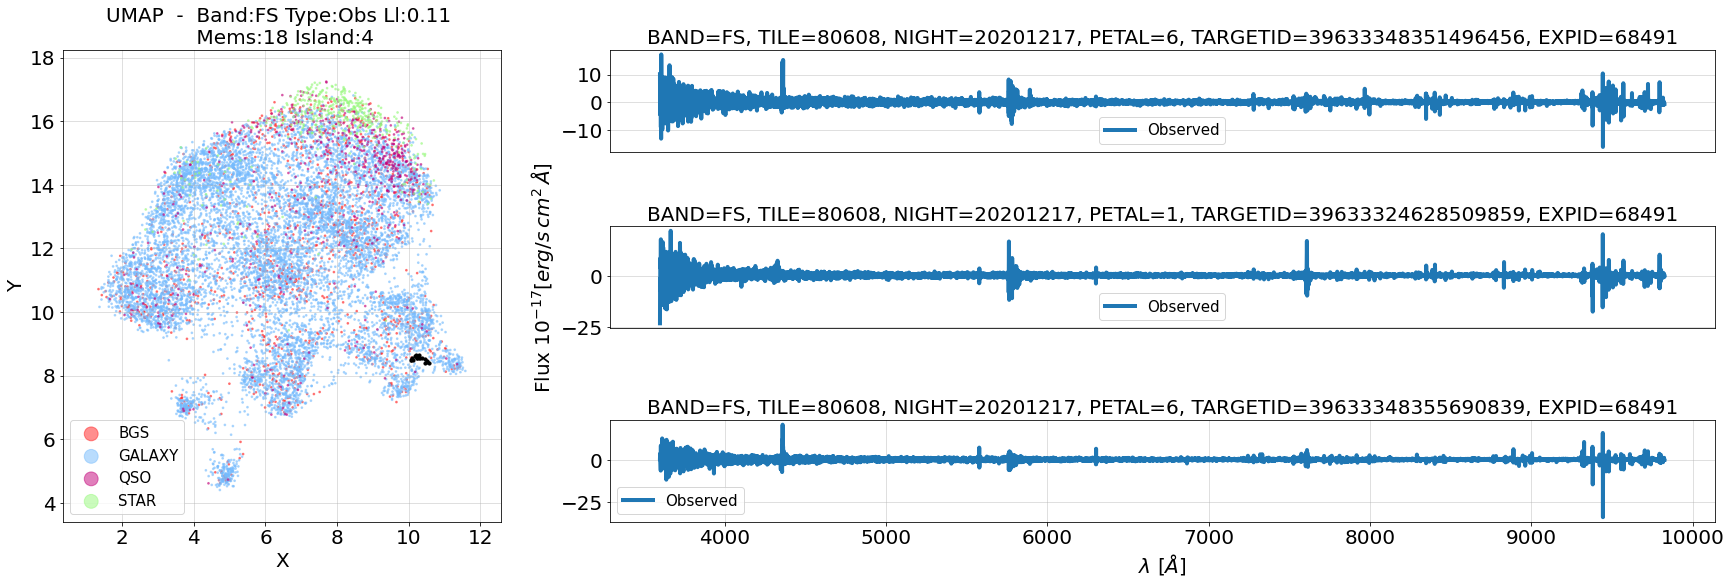 UMAP - Band:FS Type:Obs Ll:0.11
Mems:18 Island:4
18
16
14
12
10
8
6
4
Y
BGS
GALAXY
QSO
STAR
2 4 6 8 10 12
X
Flux 10⁻¹⁷[erg/s cm² Å]
BAND=FS, TILE=80608, NIGHT=20201217, PETAL=6, TARGETID=39633348351496456, EXPID=68491
10
0
−10
Observed
BAND=FS, TILE=80608, NIGHT=20201217, PETAL=1, TARGETID=39633324628509859, EXPID=68491
0
−25
Observed
BAND=FS, TILE=80608, NIGHT=20201217, PETAL=6, TARGETID=39633348355690839, EXPID=68491
0
−25
Observed
4000 5000 6000 7000 8000 9000 10000
λ [Å]